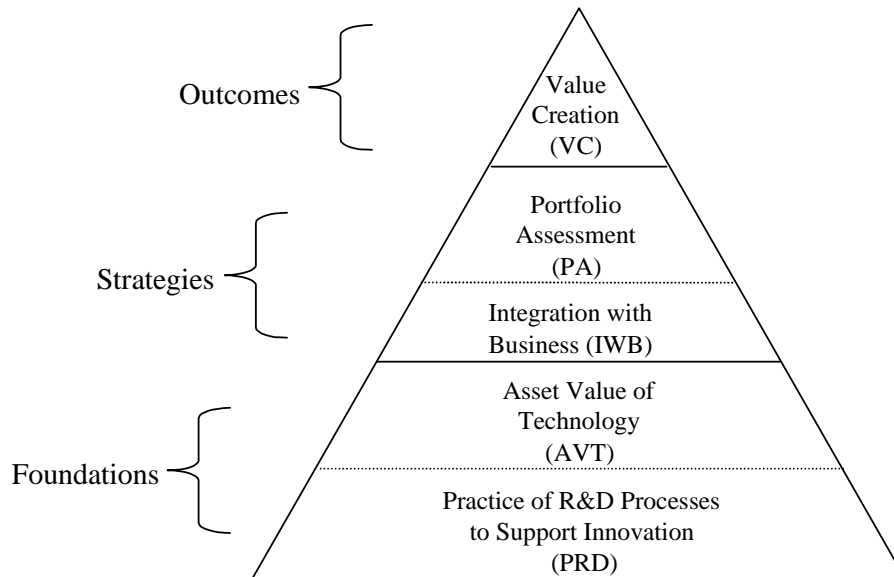 Outcomes
Value
Creation
(VC)
Strategies
Portfolio
Assessment
(PA)
Integration with
Business (IWB)
Foundations
Asset Value of
Technology
(AVT)
Practice of R&D Processes
to Support Innovation
(PRD)